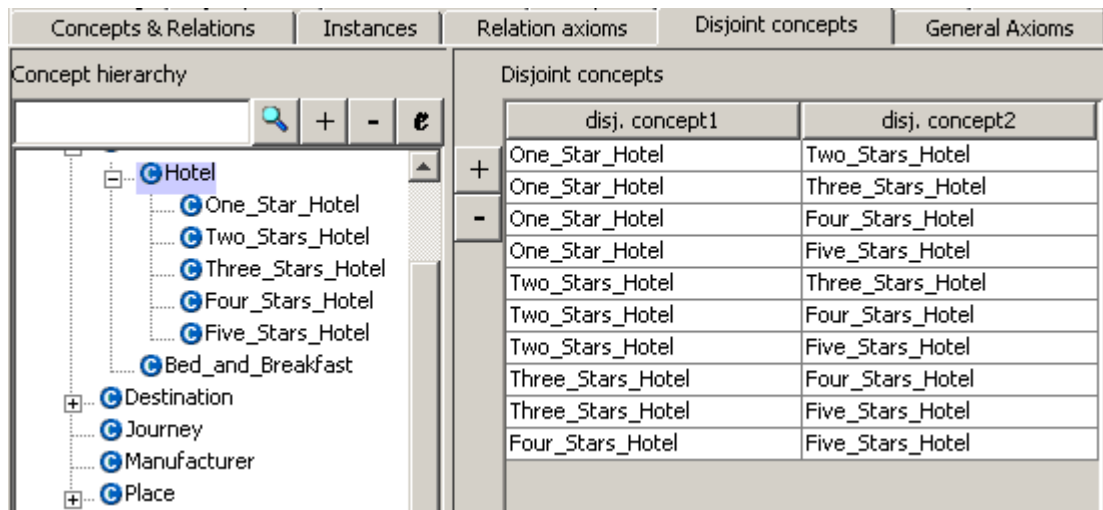 Concepts & Relations Instances Relation axioms Disjoint concepts General Axioms
Concept hierarchy
+ - e
Hotel
One_Star_Hotel
Two_Stars_Hotel
Three_Stars_Hotel
Four_Stars_Hotel
Five_Stars_Hotel
Bed_and_Breakfast
Destination
Journey
Manufacturer
Place
Disjoint concepts
+
-
disj. concept1 disj. concept2
One_Star_Hotel Two_Stars_Hotel
One_Star_Hotel Three_Stars_Hotel
One_Star_Hotel Four_Stars_Hotel
One_Star_Hotel Five_Stars_Hotel
Two_Stars_Hotel Three_Stars_Hotel
Two_Stars_Hotel Four_Stars_Hotel
Two_Stars_Hotel Five_Stars_Hotel
Three_Stars_Hotel Four_Stars_Hotel
Three_Stars_Hotel Five_Stars_Hotel
Four_Stars_Hotel Five_Stars_Hotel